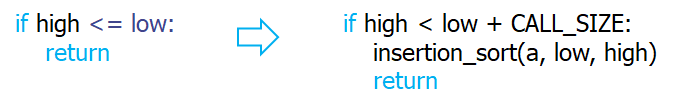 if high <= low:
return
if high < low + CALL_SIZE:
insertion_sort(a, low, high)
return